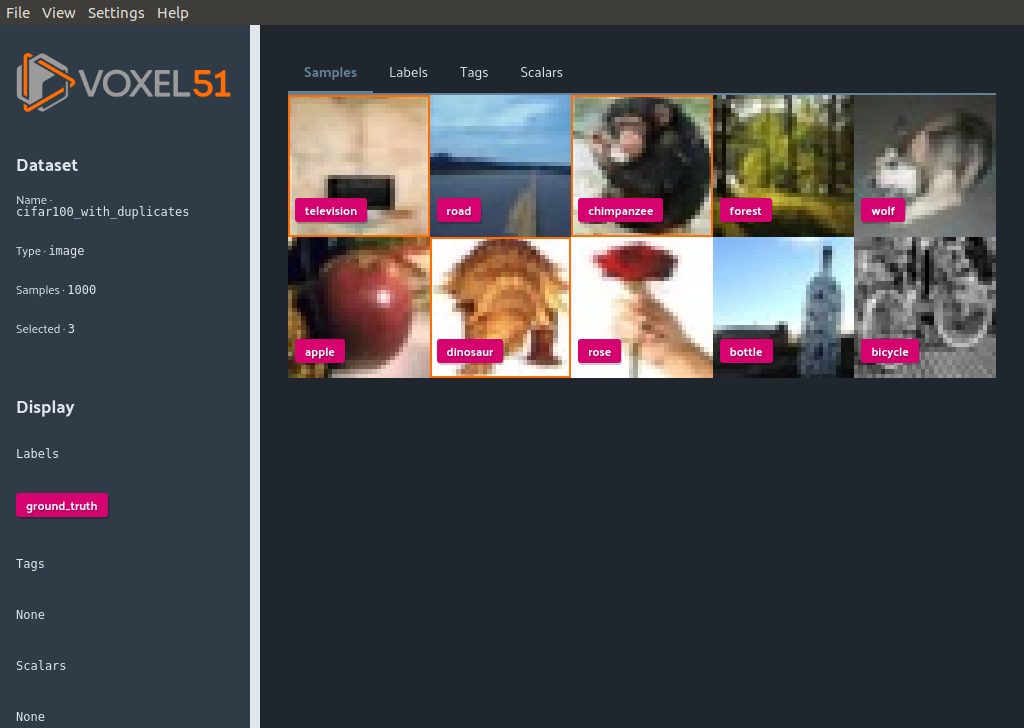 File View Settings Help
VOXEL51
Samples Labels Tags Scalars
Dataset
Name ·
cifar100_with_duplicates
Type · image
Samples · 1000
Selected · 3
television road chimpanzee forest wolf
apple dinosaur rose bottle bicycle
Display
Labels
ground_truth
Tags
None
Scalars
None